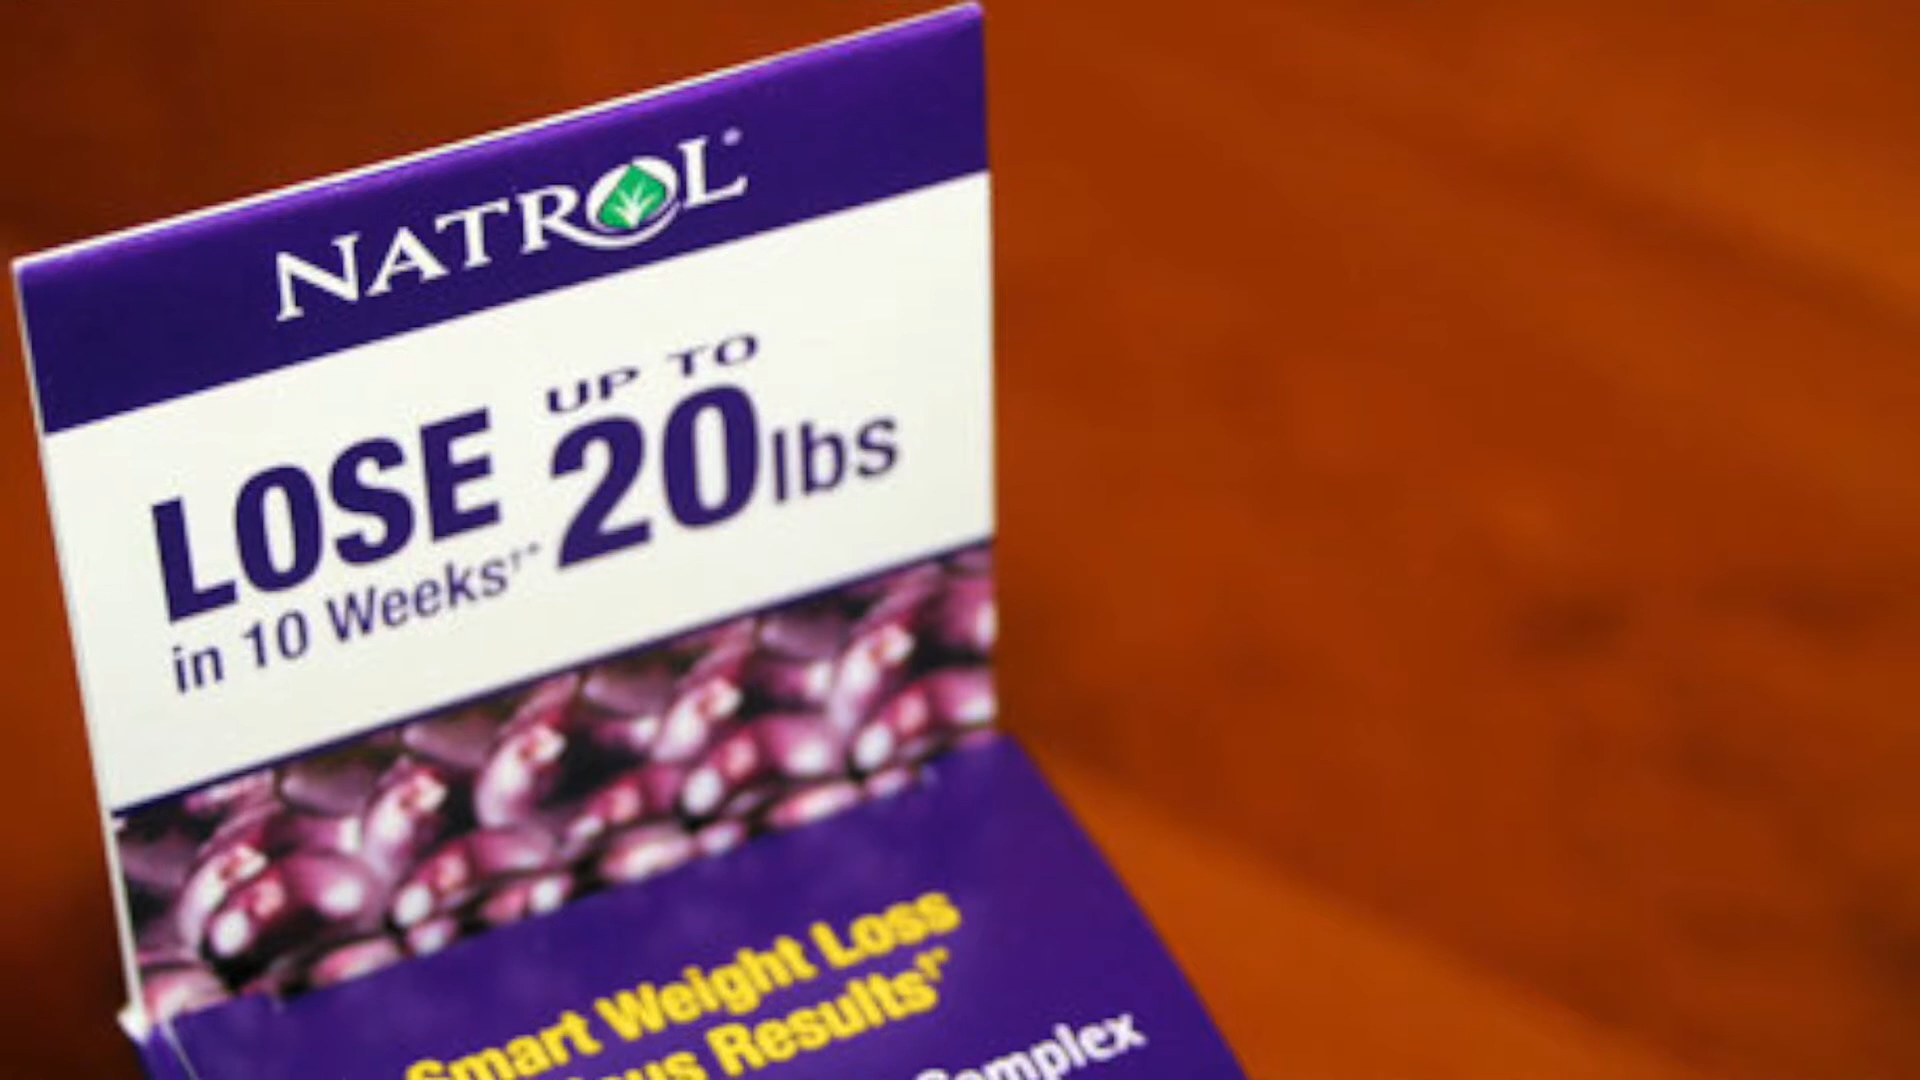 NATROL®
LOSE UP TO 20lbs
in 10 Weeks†*
Smart Weight Loss
Results†*
Complex